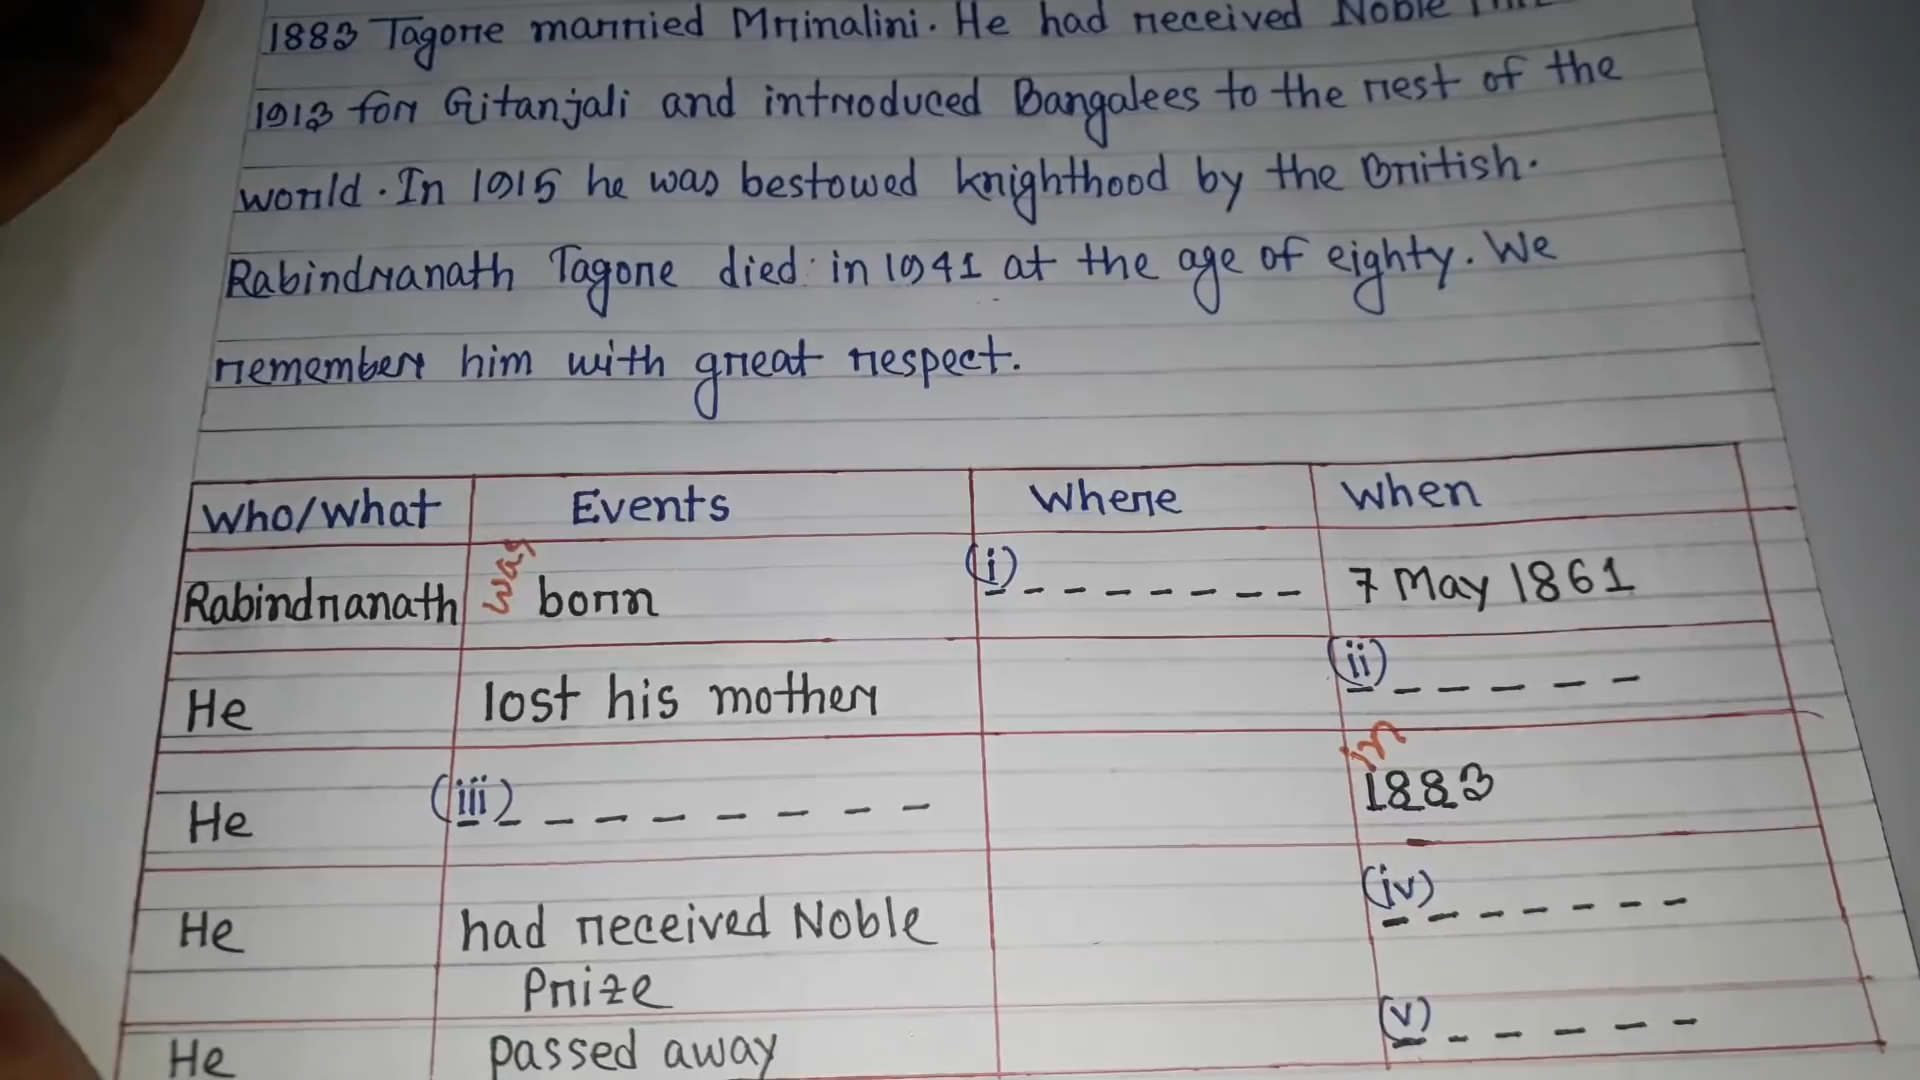 1883 Tagore married Mrinalini. He had received Noble
1913 for Gitanjali and introduced Bangalees to the rest of the
world. In 1915 he was bestowed knighthood by the British.
Rabindranath Tagore died in 1941 at the age of eighty. We
remember him with great respect.
Who/What Events Where When
Rabindranath was born (i) _ _ _ _ _ _ _ _ 7 May 1861
He lost his mother (ii) _ _ _ _ _ _
He (iii) _ _ _ _ _ _ _ _ _ in 1883
He had received Noble (iv) _ _ _ _ _ _ _
Prize
He passed away (v) _ _ _ _ _ _